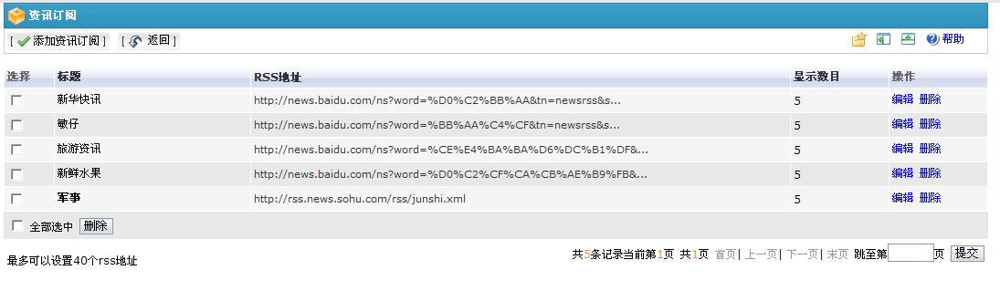 资讯订阅
[ 添加资讯订阅 ] [ 返回 ] 帮助
选择 标题 RSS地址 显示数目 操作
新华快讯 http://news.baidu.com/ns?word=%D0%C2%BB%AA&tn=newsrss&s... 5 编辑 删除
敏仔 http://news.baidu.com/ns?word=%BB%AA%C4%CF&tn=newsrss&s... 5 编辑 删除
旅游资讯 http://news.baidu.com/ns?word=%CE%E4%BA%BA%D6%DC%B1%DF&... 5 编辑 删除
新鲜水果 http://news.baidu.com/ns?word=%D0%C2%CF%CA%CB%AE%B9%FB&... 5 编辑 删除
军事 http://rss.news.sohu.com/rss/junshi.xml 5 编辑 删除
全部选中 删除
共5条记录当前第1页 共1页 首页| 上一页| 下一页| 末页 跳至第 页 提交
最多可以设置40个rss地址